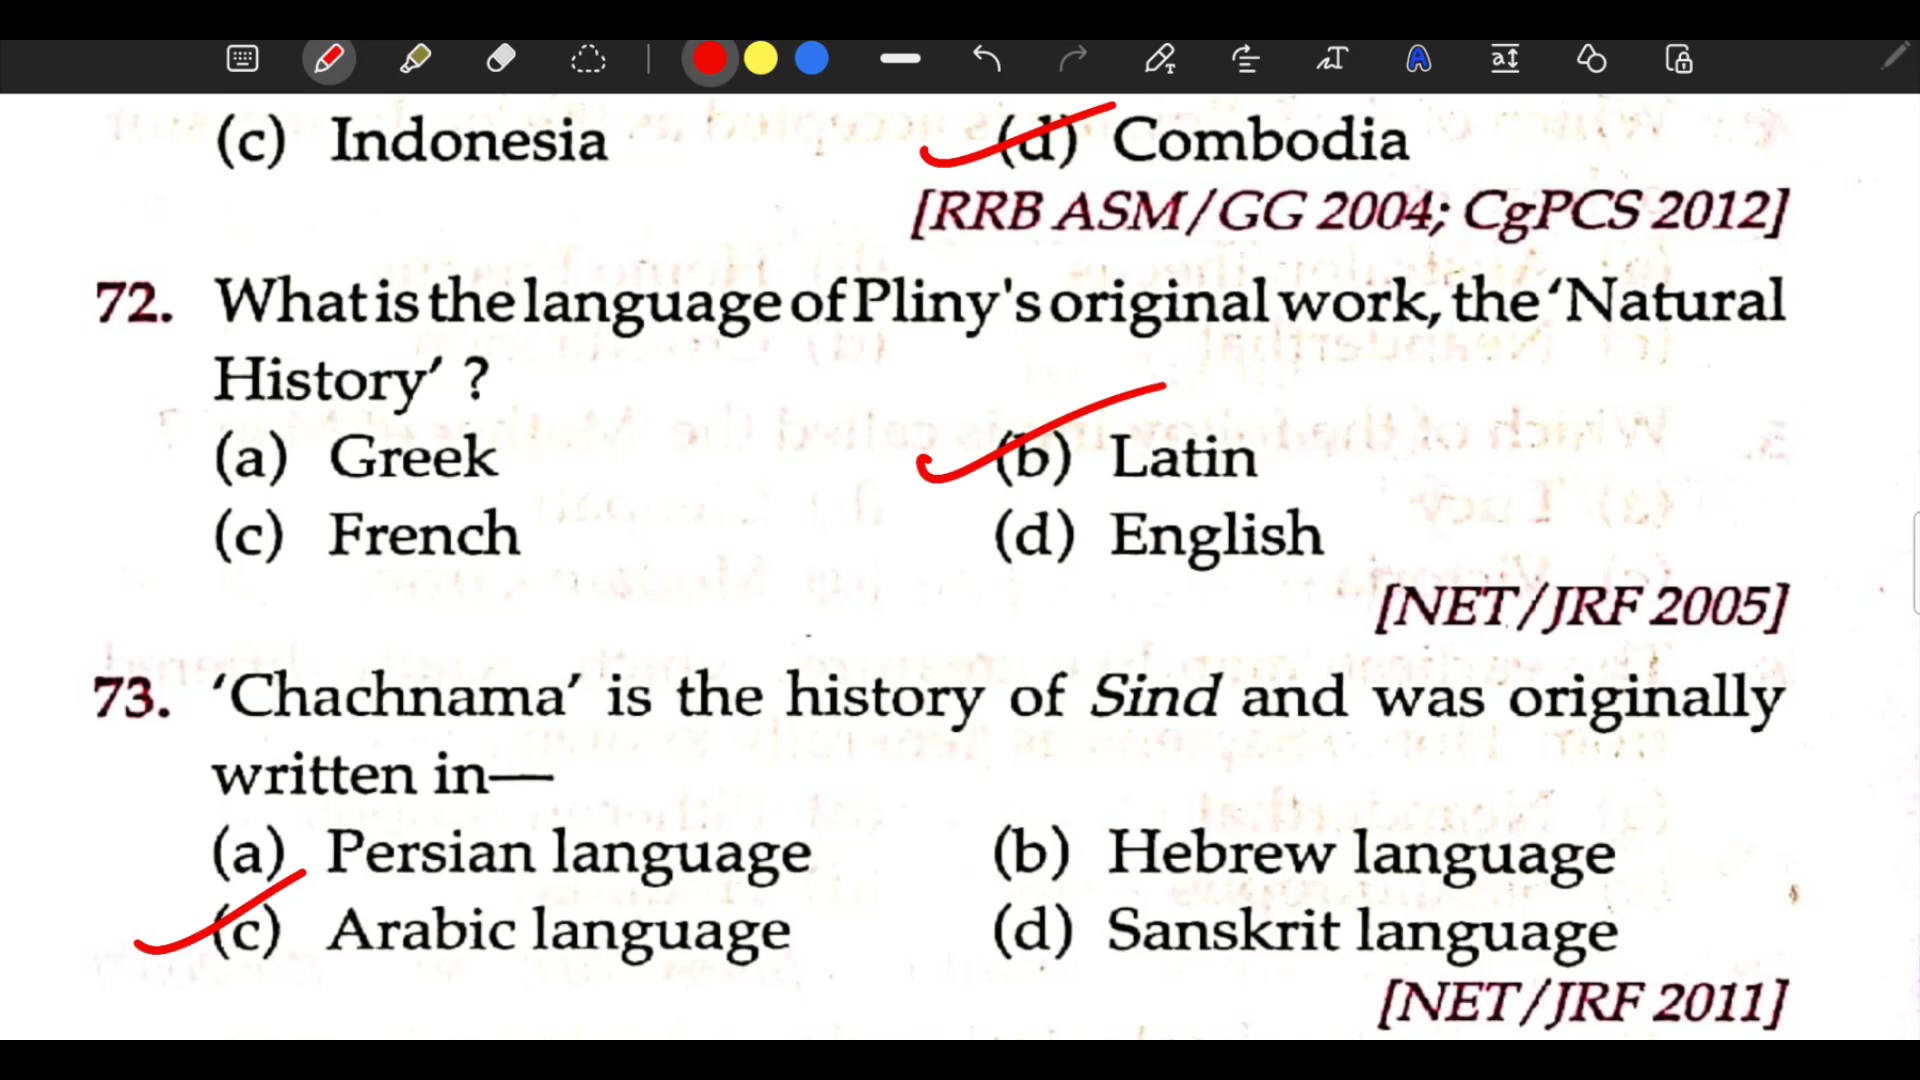 (c) Indonesia (d) Combodia
[RRB ASM/GG 2004; CgPCS 2012]
72. What is the language of Pliny's original work, the ‘Natural
History’ ?
(a) Greek (b) Latin
(c) French (d) English
[NET/JRF 2005]
73. ‘Chachnama’ is the history of Sind and was originally
written in—
(a) Persian language (b) Hebrew language
(c) Arabic language (d) Sanskrit language
[NET/JRF 2011]